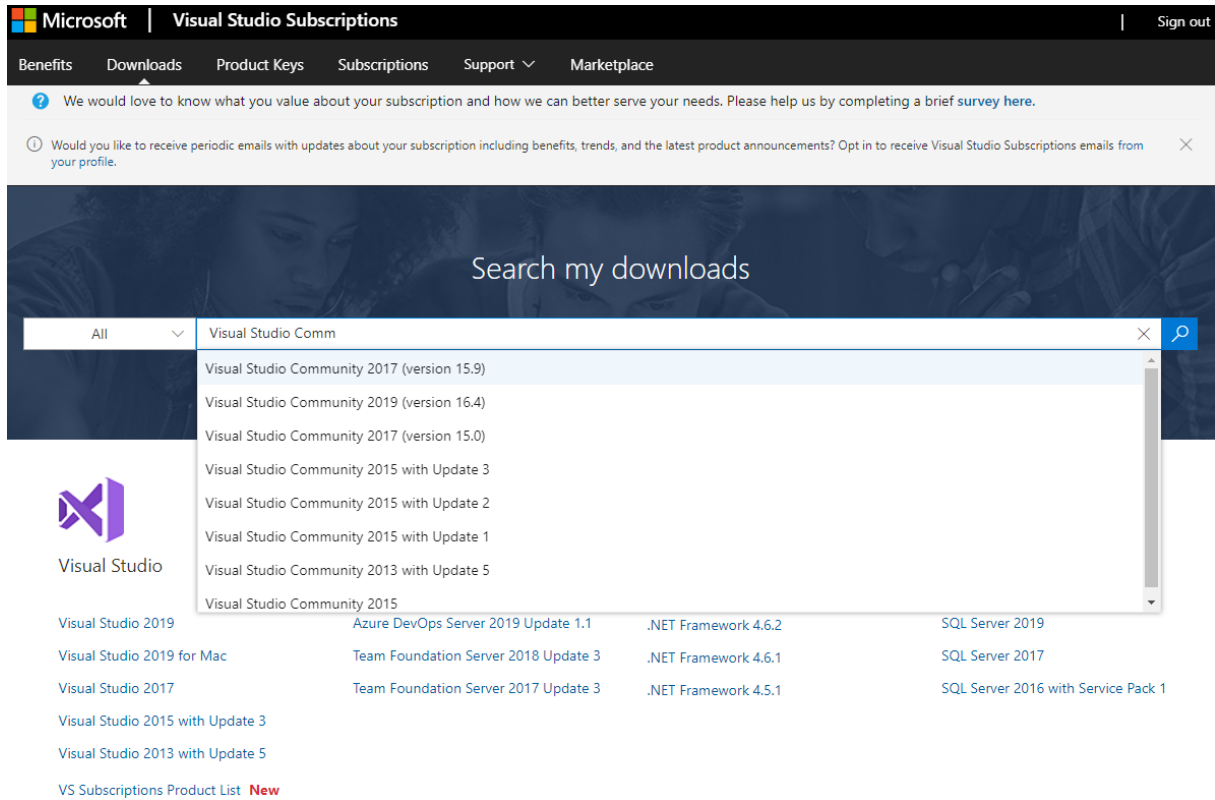 Microsoft | Visual Studio Subscriptions | Sign out
Benefits Downloads Product Keys Subscriptions Support Marketplace
We would love to know what you value about your subscription and how we can better serve your needs. Please help us by completing a brief survey here.
Would you like to receive periodic emails with updates about your subscription including benefits, trends, and the latest product announcements? Opt in to receive Visual Studio Subscriptions emails from
your profile.
Search my downloads
All Visual Studio Comm
Visual Studio Community 2017 (version 15.9)
Visual Studio Community 2019 (version 16.4)
Visual Studio Community 2017 (version 15.0)
Visual Studio Community 2015 with Update 3
Visual Studio Community 2015 with Update 2
Visual Studio Community 2015 with Update 1
Visual Studio Community 2013 with Update 5
Visual Studio Community 2015
Visual Studio
Visual Studio 2019 Azure DevOps Server 2019 Update 1.1 .NET Framework 4.6.2 SQL Server 2019
Visual Studio 2019 for Mac Team Foundation Server 2018 Update 3 .NET Framework 4.6.1 SQL Server 2017
Visual Studio 2017 Team Foundation Server 2017 Update 3 .NET Framework 4.5.1 SQL Server 2016 with Service Pack 1
Visual Studio 2015 with Update 3
Visual Studio 2013 with Update 5
VS Subscriptions Product List New